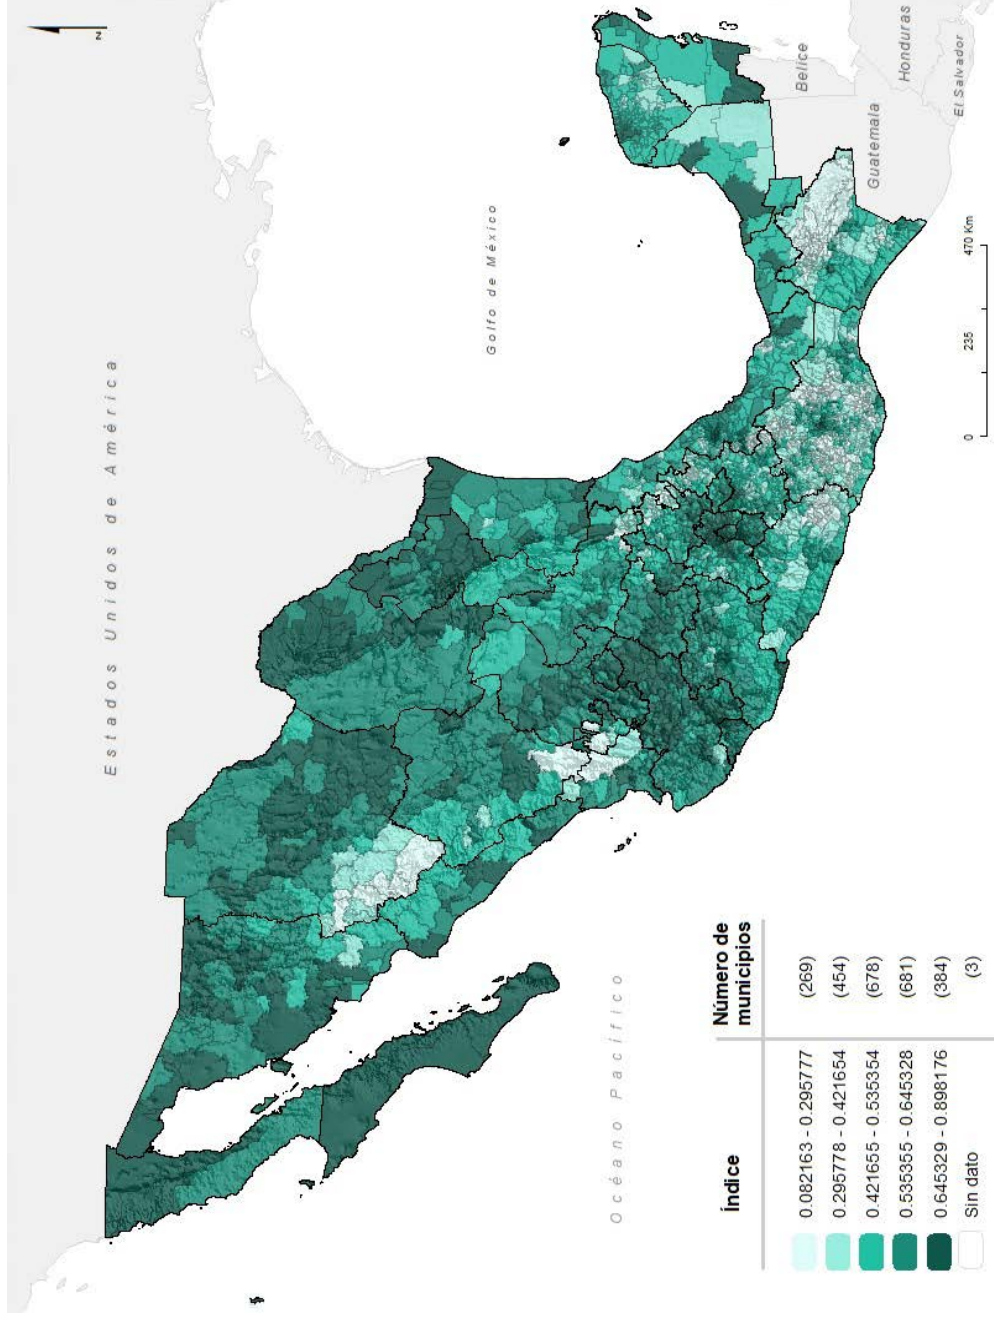 Z
Estados Unidos de América
Golfo de México
Belice
Honduras
Guatemala
El Salvador
Océano Pacífico
0 235 470 Km
Índice Número de
municipios
0.082163 - 0.295777 (269)
0.295778 - 0.421654 (454)
0.421655 - 0.535354 (678)
0.535355 - 0.645328 (681)
0.645329 - 0.898176 (384)
Sin dato (3)